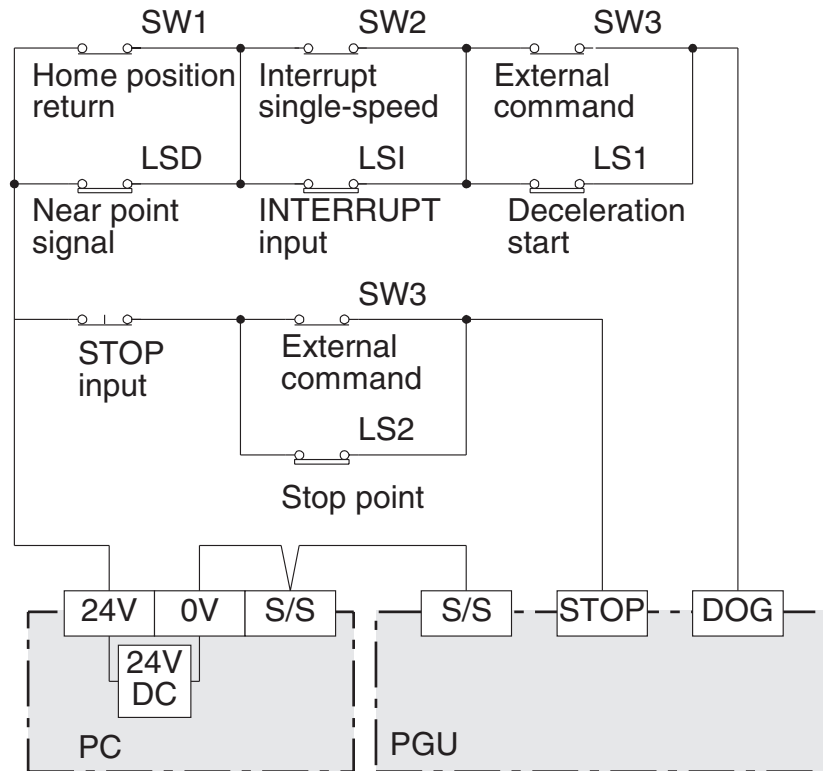 SW1
SW2
SW3
Home position
return
Interrupt
single-speed
External
command
LSD
LSI
LS1
Near point
signal
INTERRUPT
input
Deceleration
start
SW3
STOP
input
External
command
LS2
Stop point
24V
0V
S/S
S/S
STOP
DOG
24V
DC
PC
PGU